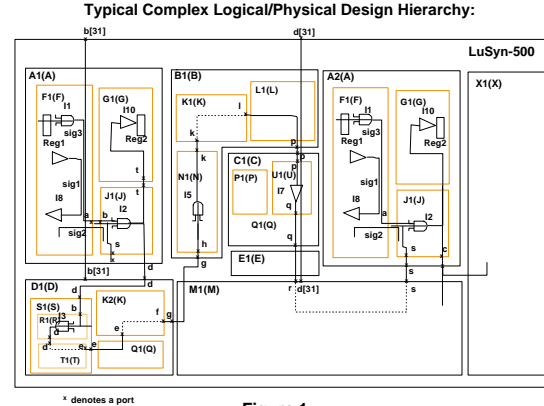 Typical Complex Logical/Physical Design Hierarchy:
b[31] d[31]
LuSyn-500
A1(A) B1(B) A2(A) X1(X)
F1(F) G1(G) K1(K) L1(L) F1(F) G1(G)
I1 I10 I1 I10
sig3 l sig3
Reg1 Reg2 Reg1 Reg2
k p
k p
sig1 N1(N) C1(C) p sig1
t P1(P) U1(U)
t I5 I7
I8 J1(J) I8 J1(J)
a b I2 q a I2
sig2 Q1(Q) sig2
s h q s c
g E1(E)
b[31] d s
D1(D) d M1(M) r d[31] s
d K2(K)
S1(S) b f g
R1(R) I3
d e
d e e
T1(T) Q1(Q)
x denotes a port